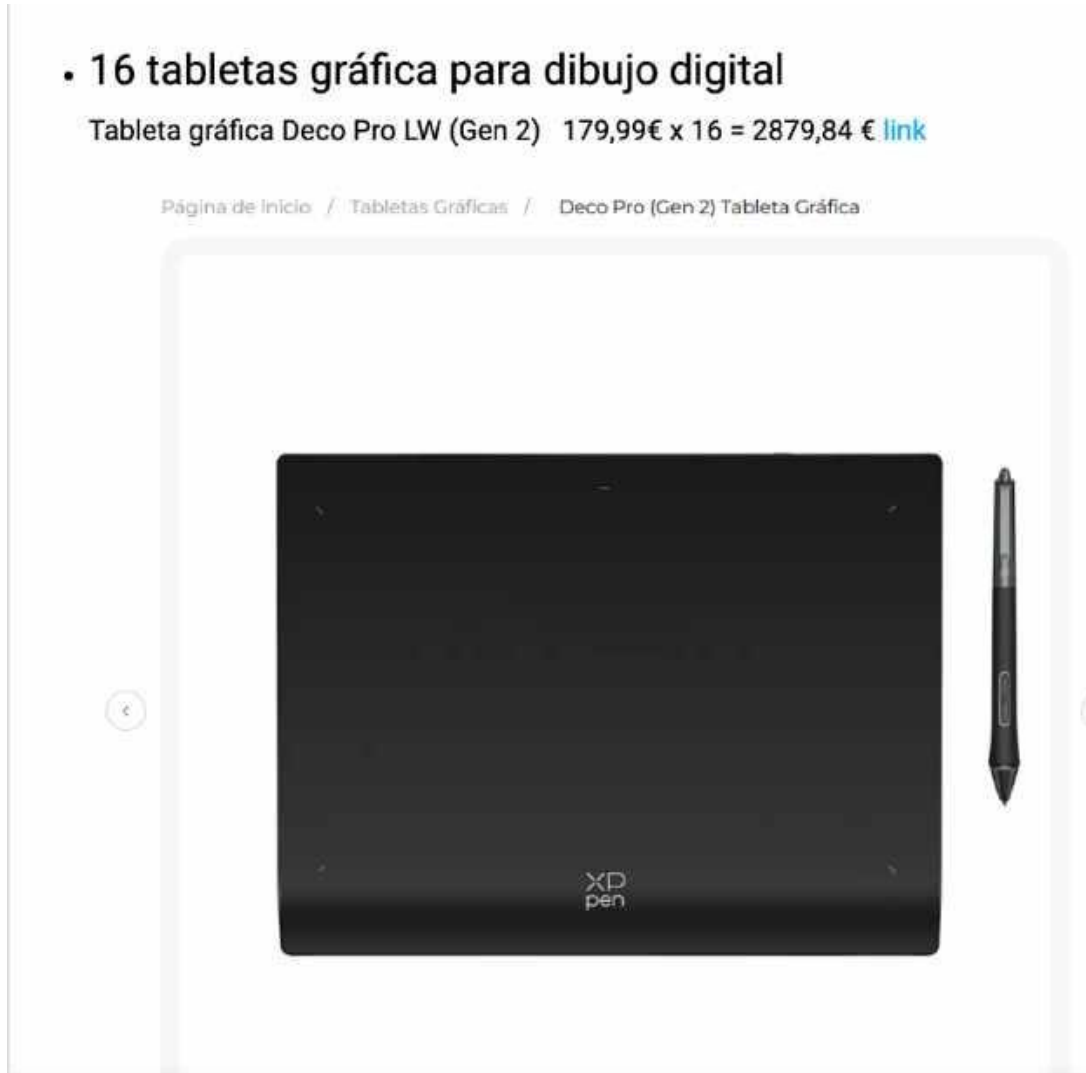 • 16 tabletas gráfica para dibujo digital
Tableta gráfica Deco Pro LW (Gen 2) 179,99€ x 16 = 2879,84 € link
Página de Inicio / Tabletas Gráficas / Deco Pro (Gen 2) Tableta Gráfica
XP
pen